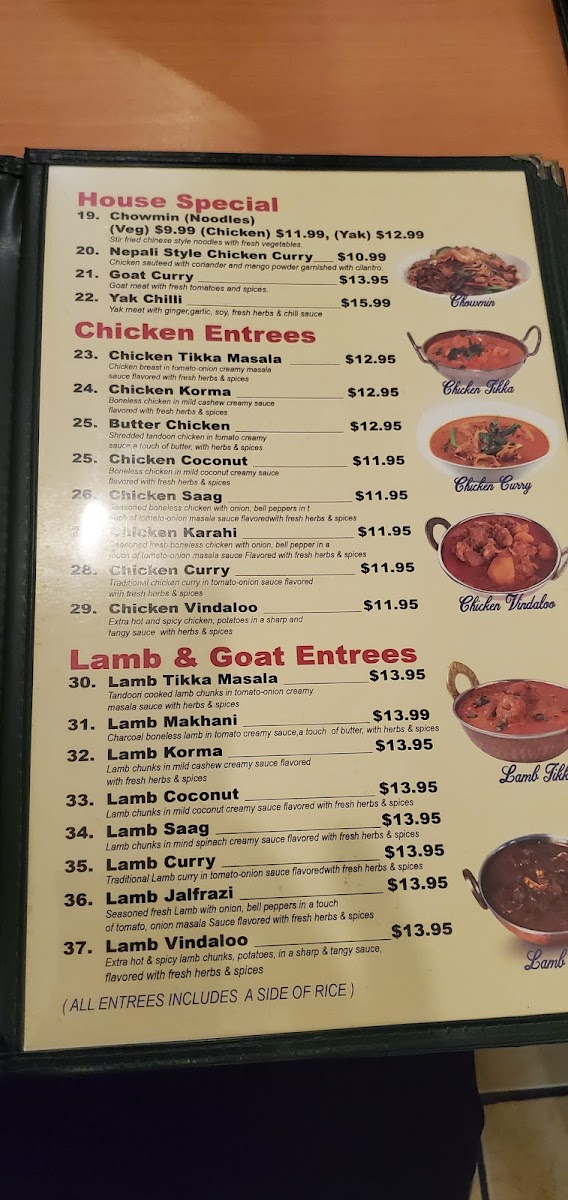 House Special
19. Chowmin (Noodles)
(Veg) $9.99 (Chicken) $11.99, (Yak) $12.99
Stir fried chinese style noodles with fresh vegetables.
20. Nepali Style Chicken Curry $10.99
Chicken sauteed with coriander and mango powder garnished with cilantro.
21. Goat Curry $13.95
Goat meat with fresh tomatoes and spices.
22. Yak Chilli $15.99
Yak meat with ginger,garlic, soy, fresh herbs & chill sauce
Chowmin
Chicken Entrees
23. Chicken Tikka Masala $12.95
Chicken breast in tomato-onion creamy masala
sauce flavored with fresh herbs & spices
Chicken Tikka
24. Chicken Korma $12.95
Boneless chicken in mild cashew creamy sauce
flavored with fresh herbs & spices
25. Butter Chicken $12.95
Shredded tandoori chicken in tomato creamy
sauce,a touch of butter, with herbs & spices
25. Chicken Coconut $11.95
Boneless chicken in mild coconut creamy sauce
flavored with fresh herbs & spices
Chicken Curry
26. Chicken Saag $11.95
Seasoned boneless chicken with onion, bell peppers in t
ouch of tomato-onion masala sauce flavoredwith fresh herbs & spices
Chicken Karahi $11.95
Seasoned fresh boneless chicken with onion, bell pepper in a
touch of tomato-onion masala sauce Flavored with fresh herbs & spices
28. Chicken Curry $11.95
Traditional chicken curry in tomato-onion sauce flavored
with fresh herbs & spices
29. Chicken Vindaloo $11.95
Extra hot and spicy chicken, potatoes in a sharp and
tangy sauce with herbs & spices
Chicken Vindaloo
Lamb & Goat Entrees
30. Lamb Tikka Masala $13.95
Tandoori cooked lamb chunks in tomato-onion creamy
masala sauce with herbs & spices
31. Lamb Makhani $13.99
Charcoal boneless lamb in tomato creamy sauce,a touch of butter, with herbs & spices
32. Lamb Korma $13.95
Lamb chunks in mild cashew creamy sauce flavored
with fresh herbs & spices
Lamb Tikk
33. Lamb Coconut $13.95
Lamb chunks in mild coconut creamy sauce flavored with fresh herbs & spices
34. Lamb Saag $13.95
Lamb chunks in mind spinach creamy sauce flavored with fresh herbs & spices
35. Lamb Curry $13.95
Traditional Lamb curry in tomato-onion sauce flavoredwith fresh herbs & spices
36. Lamb Jalfrazi $13.95
Seasoned fresh Lamb with onion, bell peppers in a touch
of tomato, onion masala Sauce flavored with fresh herbs & spices
37. Lamb Vindaloo $13.95
Extra hot & spicy lamb chunks, potatoes, in a sharp & tangy sauce,
flavored with fresh herbs & spices
Lamb
( ALL ENTREES INCLUDES A SIDE OF RICE )